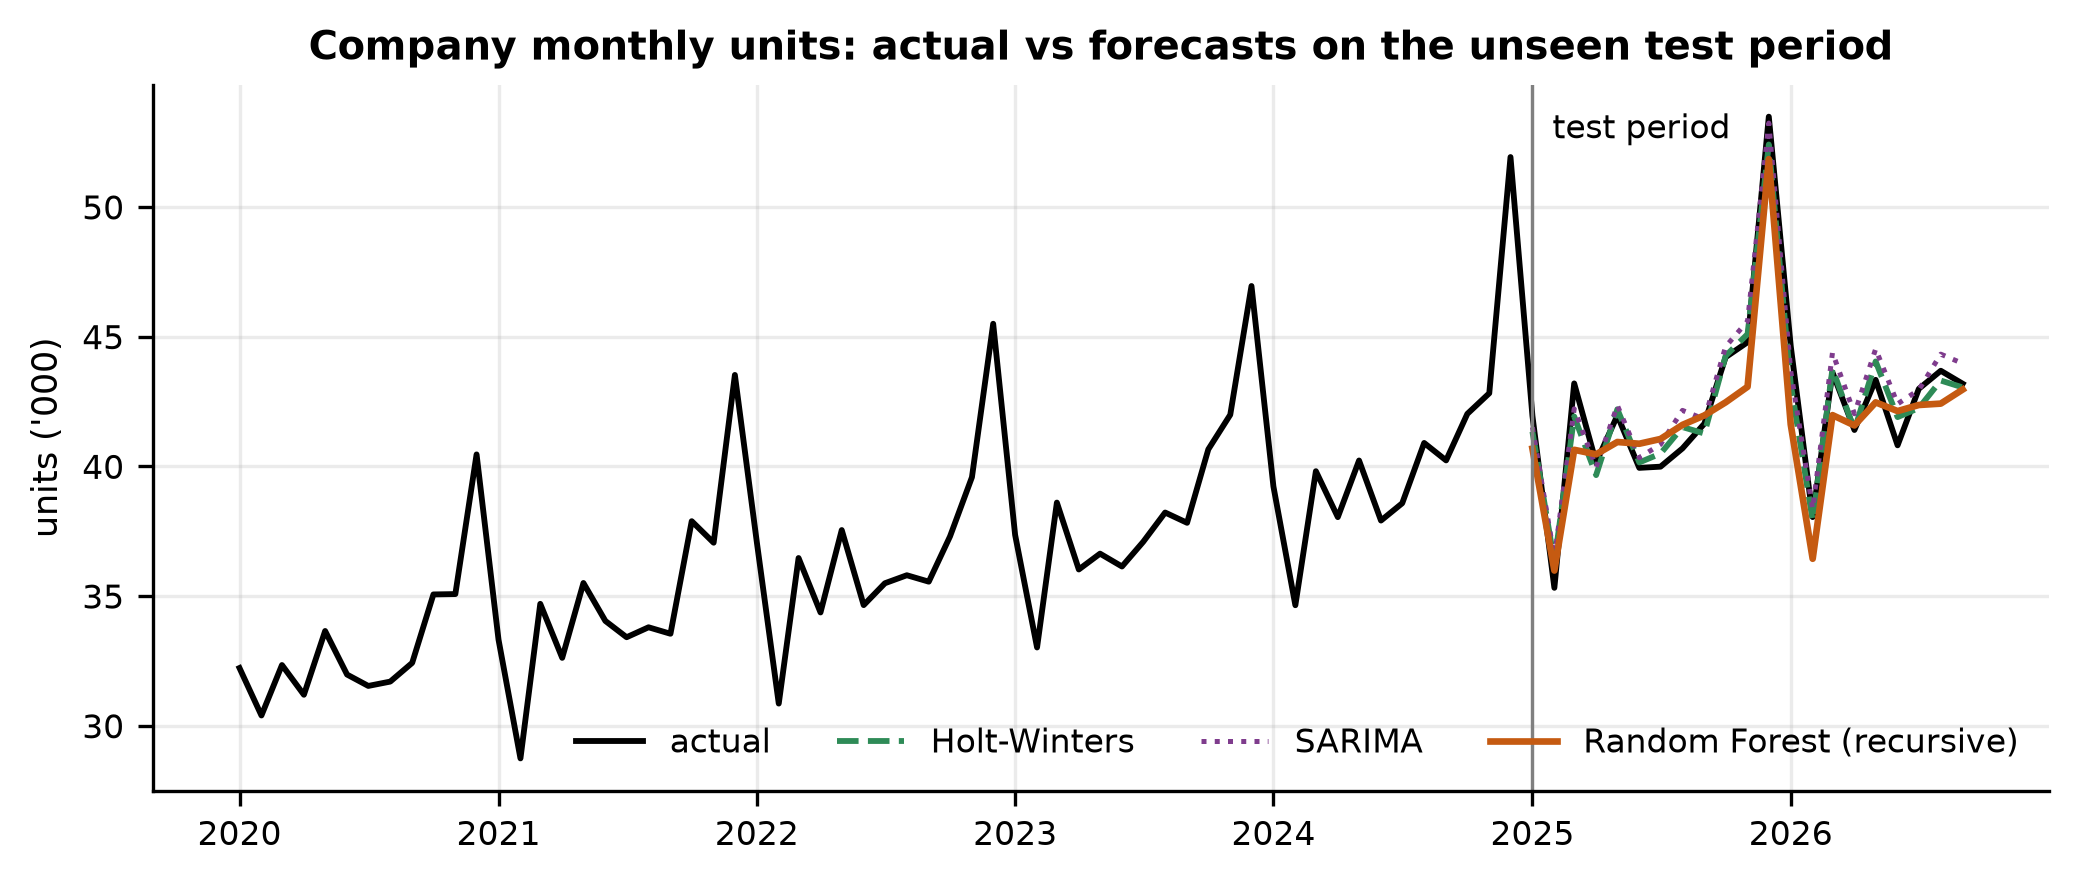 Company monthly units: actual vs forecasts on the unseen test period
test period
units ('000)
50
45
40
35
30
actual
Holt-Winters
SARIMA
Random Forest (recursive)
2020
2021
2022
2023
2024
2025
2026